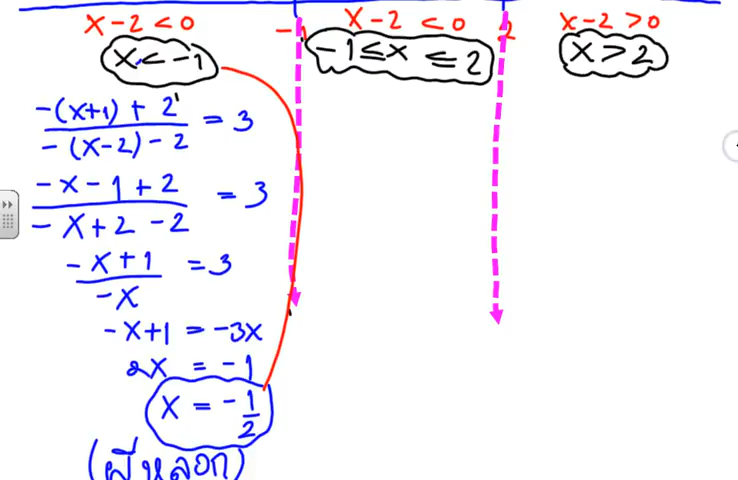 x-2<0 x-2<0 x-2>0
-1 2
x<-1 -1≤x≤2 x>2
-(x+1)+2 / -(x-2)-2 = 3
-x-1+2 / -x+2-2 = 3
-x+1 / -x = 3
-x+1 = -3x
2x = -1
x = -1/2
(ผีหลอก)